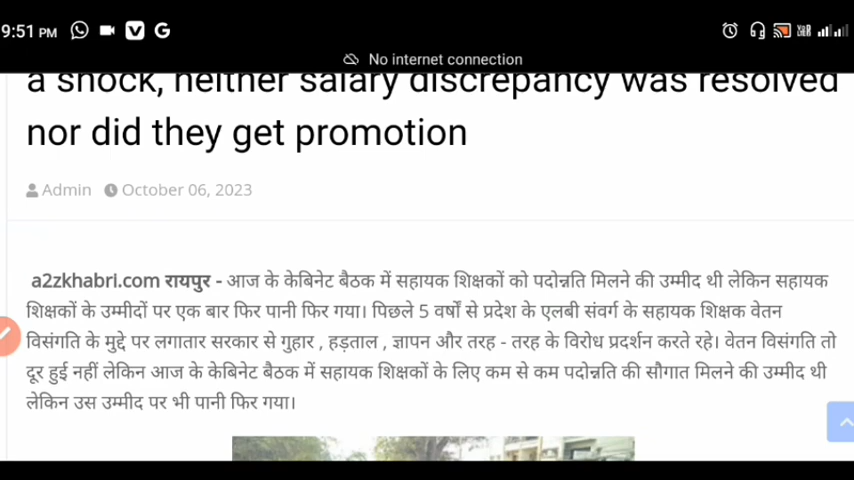 9:51 PM
No internet connection
a shock, neither salary discrepancy was resolved
nor did they get promotion
Admin October 06, 2023
a2zkhabri.com रायपुर - आज के केबिनेट बैठक में सहायक शिक्षकों को पदोन्नति मिलने की उम्मीद थी लेकिन सहायक
शिक्षकों के उम्मीदों पर एक बार फिर पानी फिर गया। पिछले 5 वर्षों से प्रदेश के एलबी संवर्ग के सहायक शिक्षक वेतन
विसंगति के मुद्दे पर लगातार सरकार से गुहार , हड़ताल , ज्ञापन और तरह - तरह के विरोध प्रदर्शन करते रहे। वेतन विसंगति तो
दूर हुई नहीं लेकिन आज के केबिनेट बैठक में सहायक शिक्षकों के लिए कम से कम पदोन्नति की सौगात मिलने की उम्मीद थी
लेकिन उस उम्मीद पर भी पानी फिर गया।